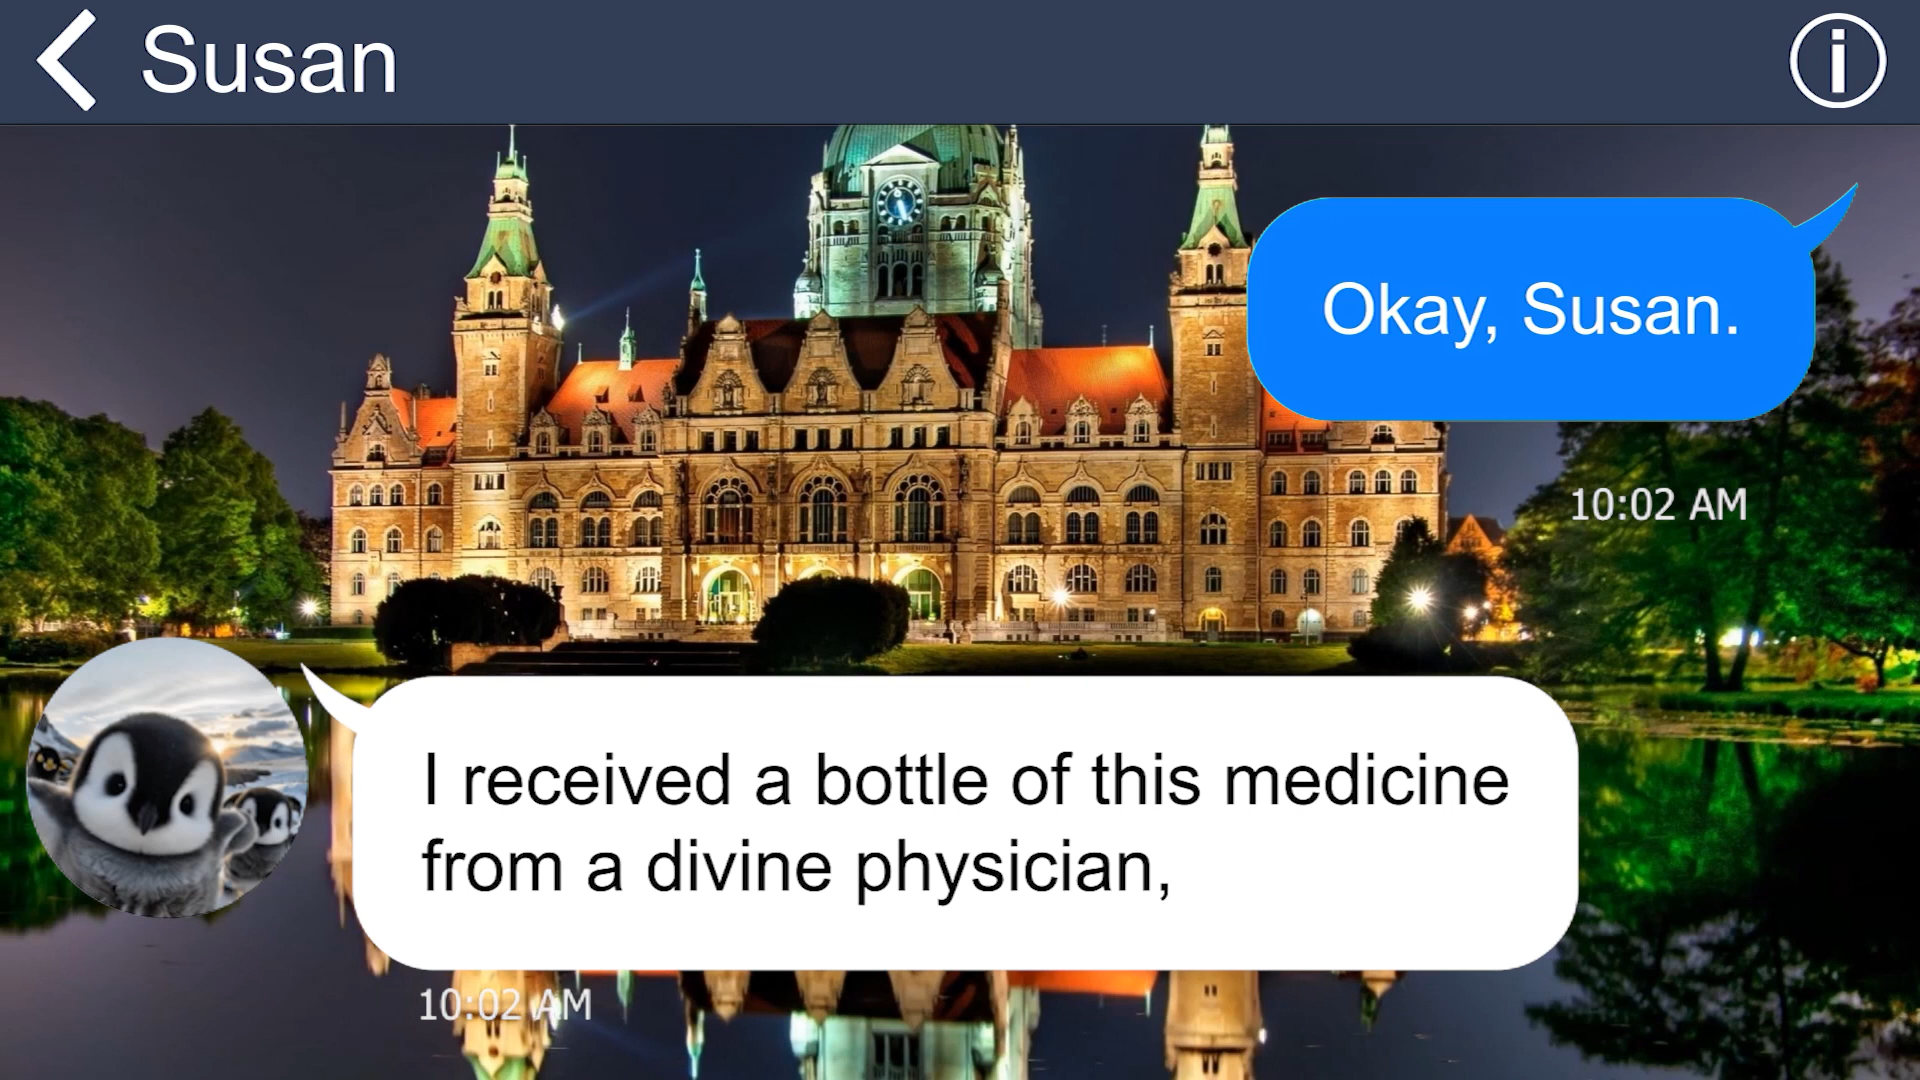 Susan
Okay, Susan.
10:02 AM
I received a bottle of this medicine
from a divine physician,
10:02 AM